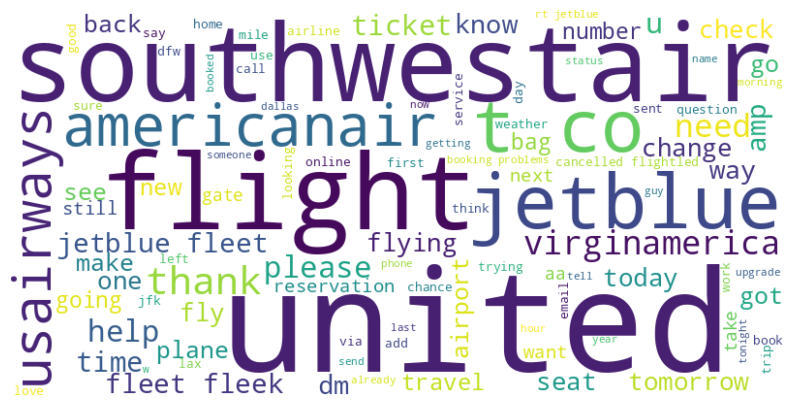 back say home mile airline ticket know u number rt jetblue check
good dfw use call booked status name go
southwestair
sure dallas now service day sent question morning
americanair t co need amp
usairways someone getting weather bag change
flight online first booking problems cancelled flightled
see new gate looking next way
still think guy jetblue
jetblue fleet flying virginamerica
make left thank please phone trying aa tell today upgrade
one reservation chance email work
going jfk fly airport united got take tonight
help last via add hour year book
time plane lax want trip
w send already
love fleet fleek dm travel seat tomorrow